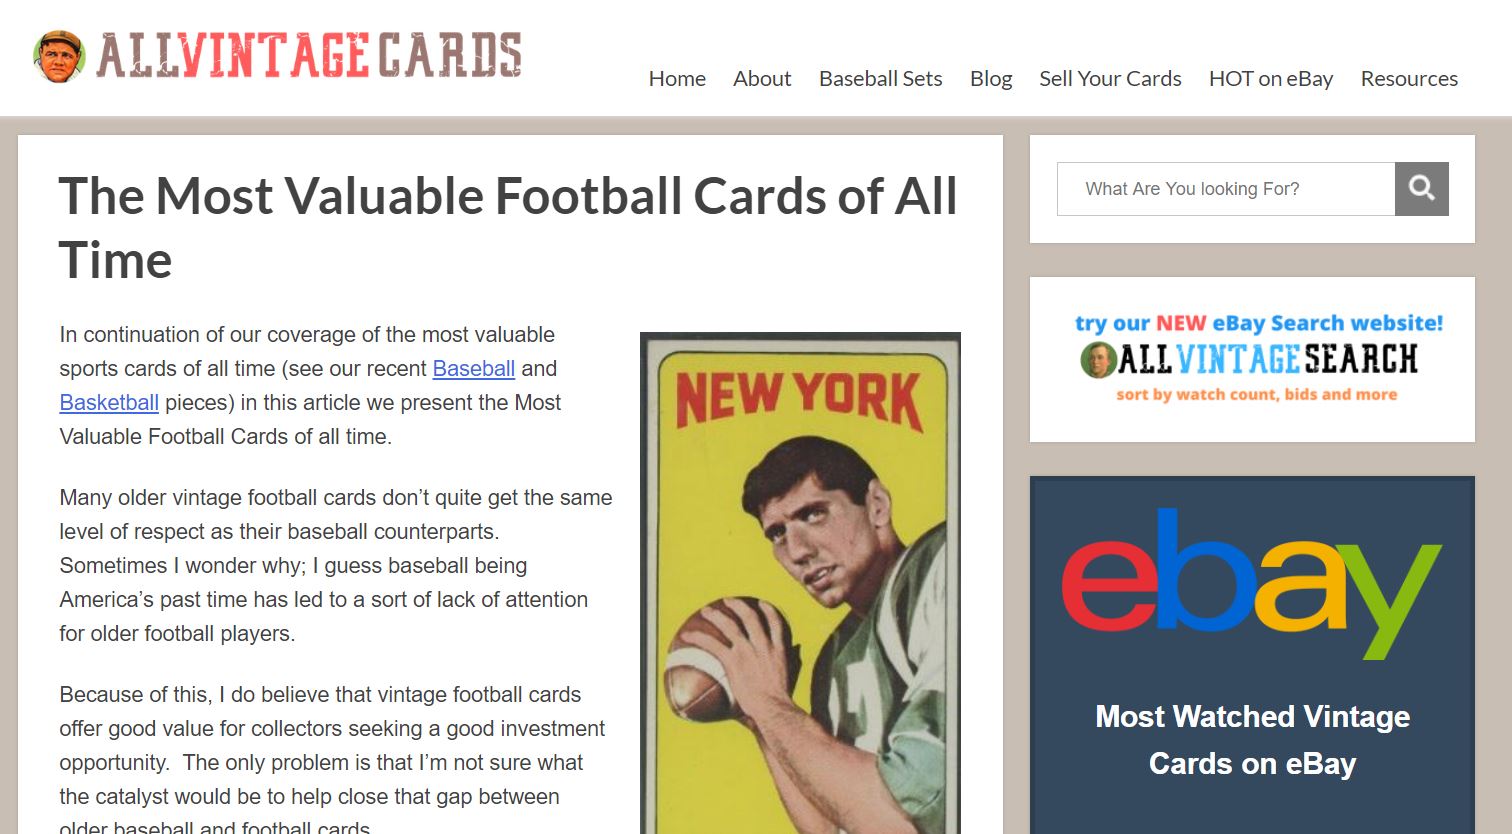 ALLVINTAGECARDS
Home About Baseball Sets Blog Sell Your Cards HOT on eBay Resources
The Most Valuable Football Cards of All
Time
In continuation of our coverage of the most valuable
sports cards of all time (see our recent Baseball and
Basketball pieces) in this article we present the Most
Valuable Football Cards of all time.
Many older vintage football cards don’t quite get the same
level of respect as their baseball counterparts.
Sometimes I wonder why; I guess baseball being
America’s past time has led to a sort of lack of attention
for older football players.
Because of this, I do believe that vintage football cards
offer good value for collectors seeking a good investment
opportunity.  The only problem is that I’m not sure what
the catalyst would be to help close that gap between
older baseball and football cards
NEW YORK
What Are You looking For?
try our NEW eBay Search website!
ALLVINTAGESEARCH
sort by watch count, bids and more
ebay
Most Watched Vintage
Cards on eBay